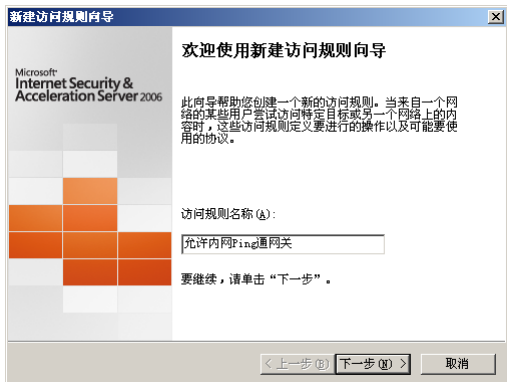 新建访问规则向导
Microsoft®
Internet Security &
Acceleration Server 2006
欢迎使用新建访问规则向导
此向导帮助您创建一个新的访问规则。当来自一个网
络的某些用户尝试访问特定目标或另一个网络上的内
容时，这些访问规则定义要进行的操作以及可能要使
用的协议。
访问规则名称(A):
允许内网Ping通网关
要继续，请单击“下一步”。
< 上一步(B)
下一步(N) >
取消